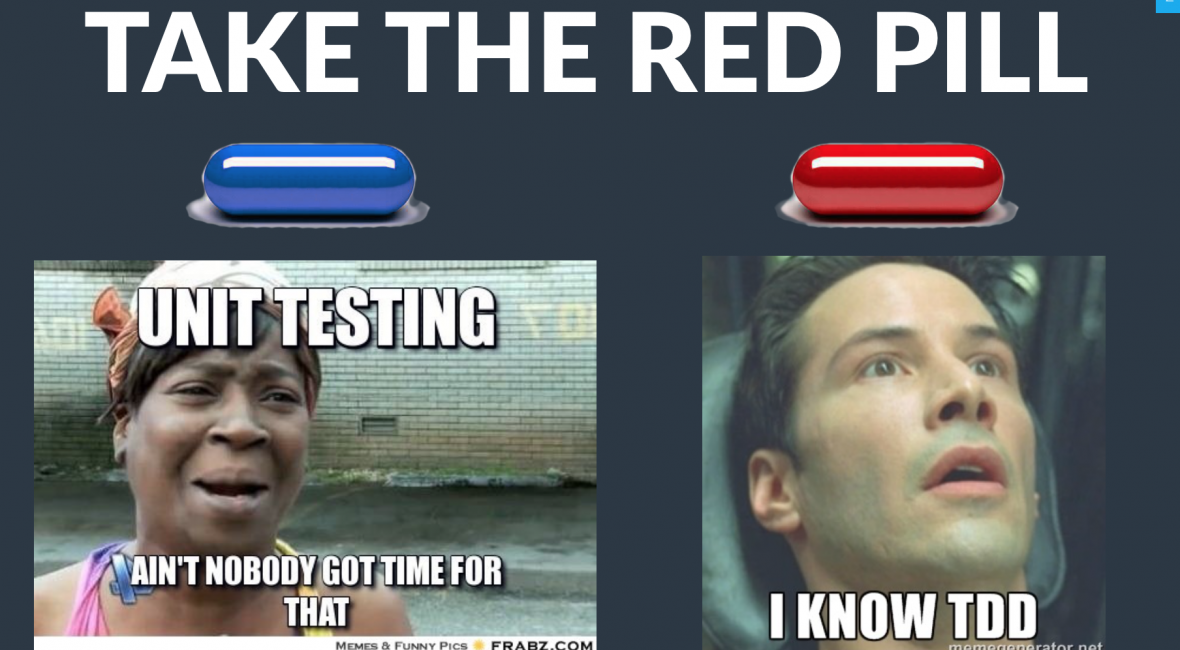 TAKE THE RED PILL
UNIT TESTING
AIN'T NOBODY GOT TIME FOR
THAT
MEMES & FUNNY PICS FRABZ.COM
I KNOW TDD
memegenerator.net